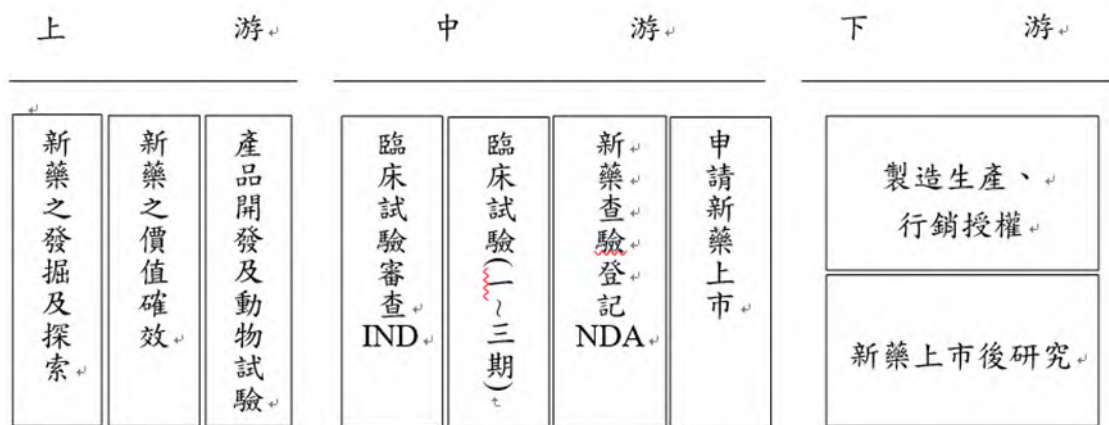 上游 中游 下游
新藥之發掘及探索
新藥之價值確效
產品開發及動物試驗
臨床試驗審查IND
臨床試驗(一~三期)
新藥查驗登記NDA
申請新藥上市
製造生產、
行銷授權
新藥上市後研究